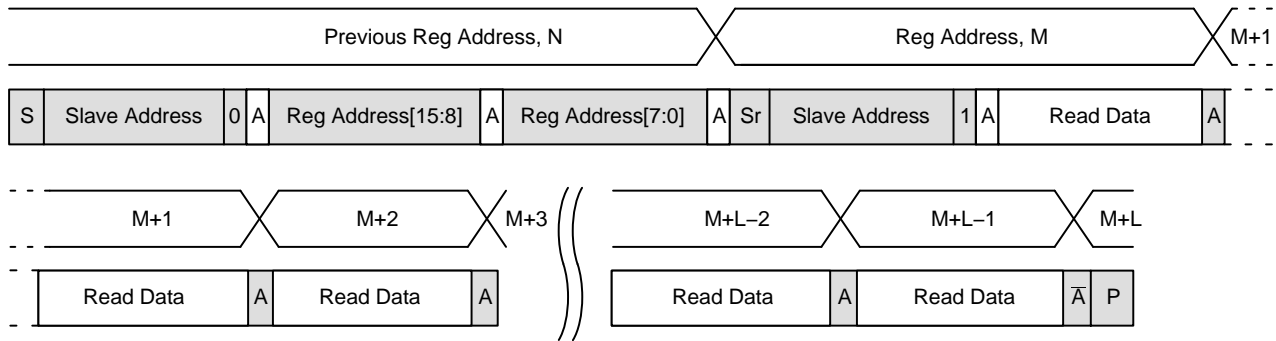 Previous Reg Address, N Reg Address, M M+1
S Slave Address 0 A Reg Address[15:8] A Reg Address[7:0] A Sr Slave Address 1 A Read Data A
M+1 M+2 M+3 M+L−2 M+L−1 M+L
Read Data A Read Data A Read Data A Read Data A̅ P